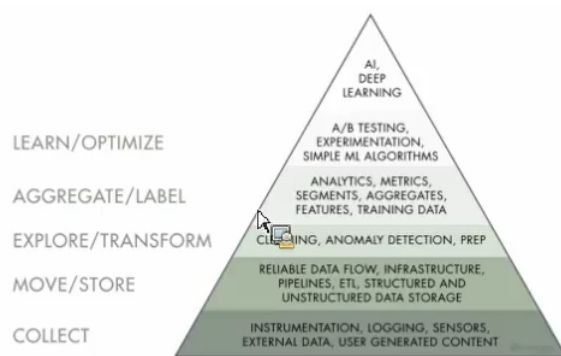 AI,
DEEP
LEARNING
LEARN/OPTIMIZE
A/B TESTING,
EXPERIMENTATION,
SIMPLE ML ALGORITHMS
AGGREGATE/LABEL
ANALYTICS, METRICS,
SEGMENTS, AGGREGATES,
FEATURES, TRAINING DATA
EXPLORE/TRANSFORM
ANOMALY DETECTION, PREP
MOVE/STORE
RELIABLE DATA FLOW, INFRASTRUCTURE,
PIPELINES, ETL, STRUCTURED AND
UNSTRUCTURED DATA STORAGE
COLLECT
INSTRUMENTATION, LOGGING, SENSORS,
EXTERNAL DATA, USER GENERATED CONTENT